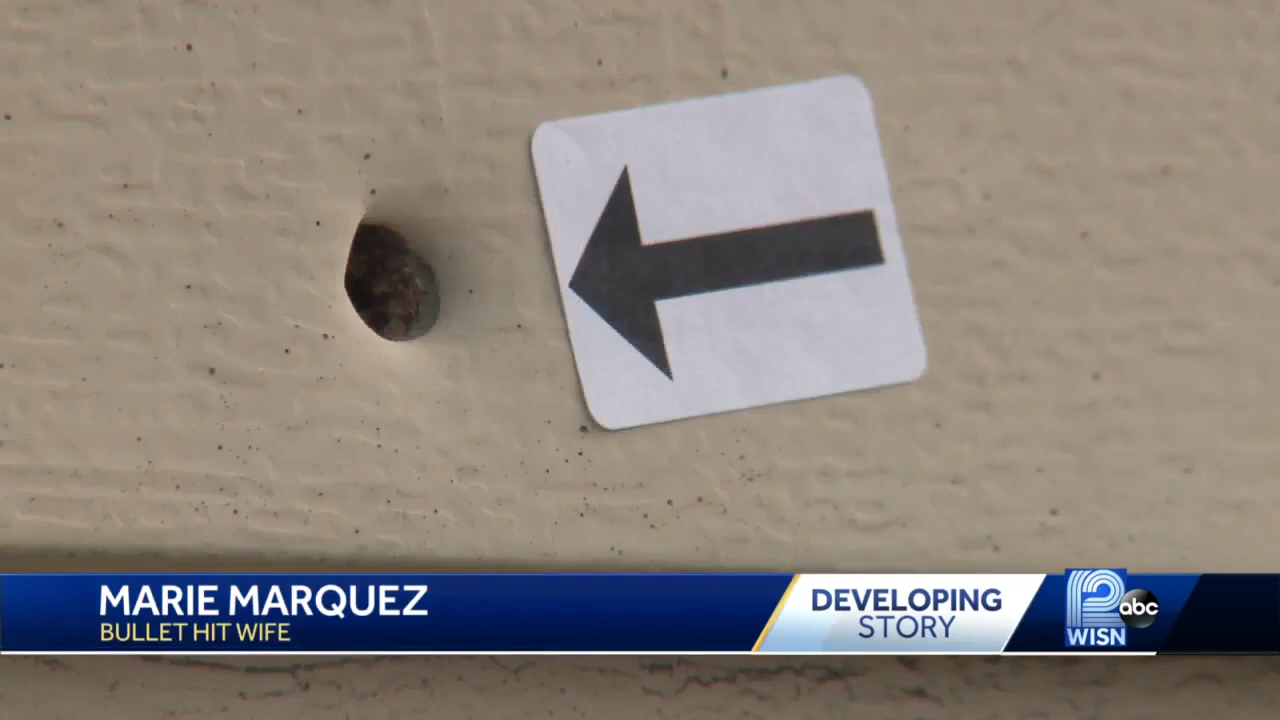 MARIE MARQUEZ
BULLET HIT WIFE
DEVELOPING
STORY
12
abc
WISN